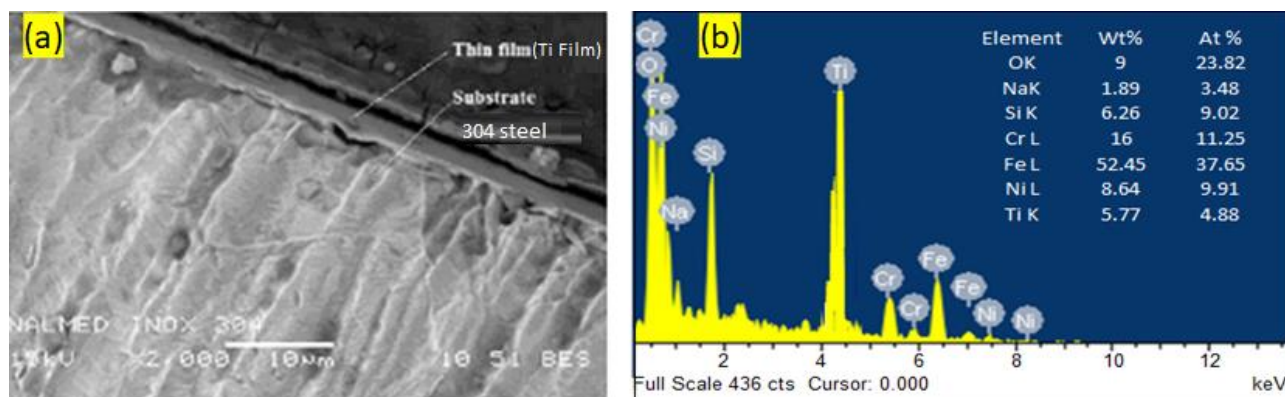 (a)
Thin film(Ti Film)
Substrate
304 steel
NALMED INOX 304
15kV X2,000 10µm 10 51 BES
(b)
Cr
O
Fe
Ni
Na
Si
Ti
Cr
Cr
Fe
Fe
Ni
Ni
Element Wt% At %
OK 9 23.82
NaK 1.89 3.48
Si K 6.26 9.02
Cr L 16 11.25
Fe L 52.45 37.65
Ni L 8.64 9.91
Ti K 5.77 4.88
2 4 6 8 10 12
Full Scale 436 cts Cursor: 0.000 keV